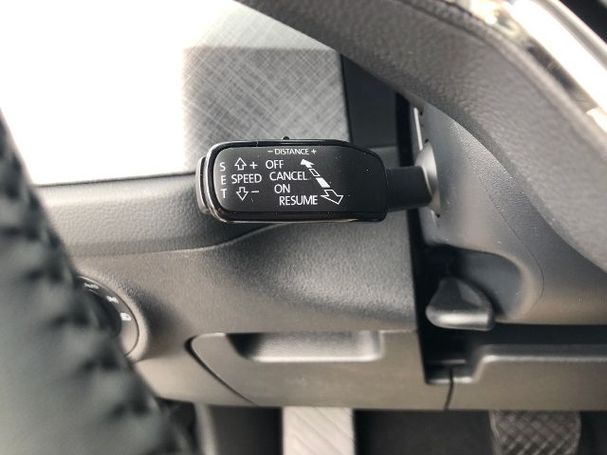 − DISTANCE +
S ⇧ + OFF
E SPEED CANCEL
ON
T ⇩ − RESUME